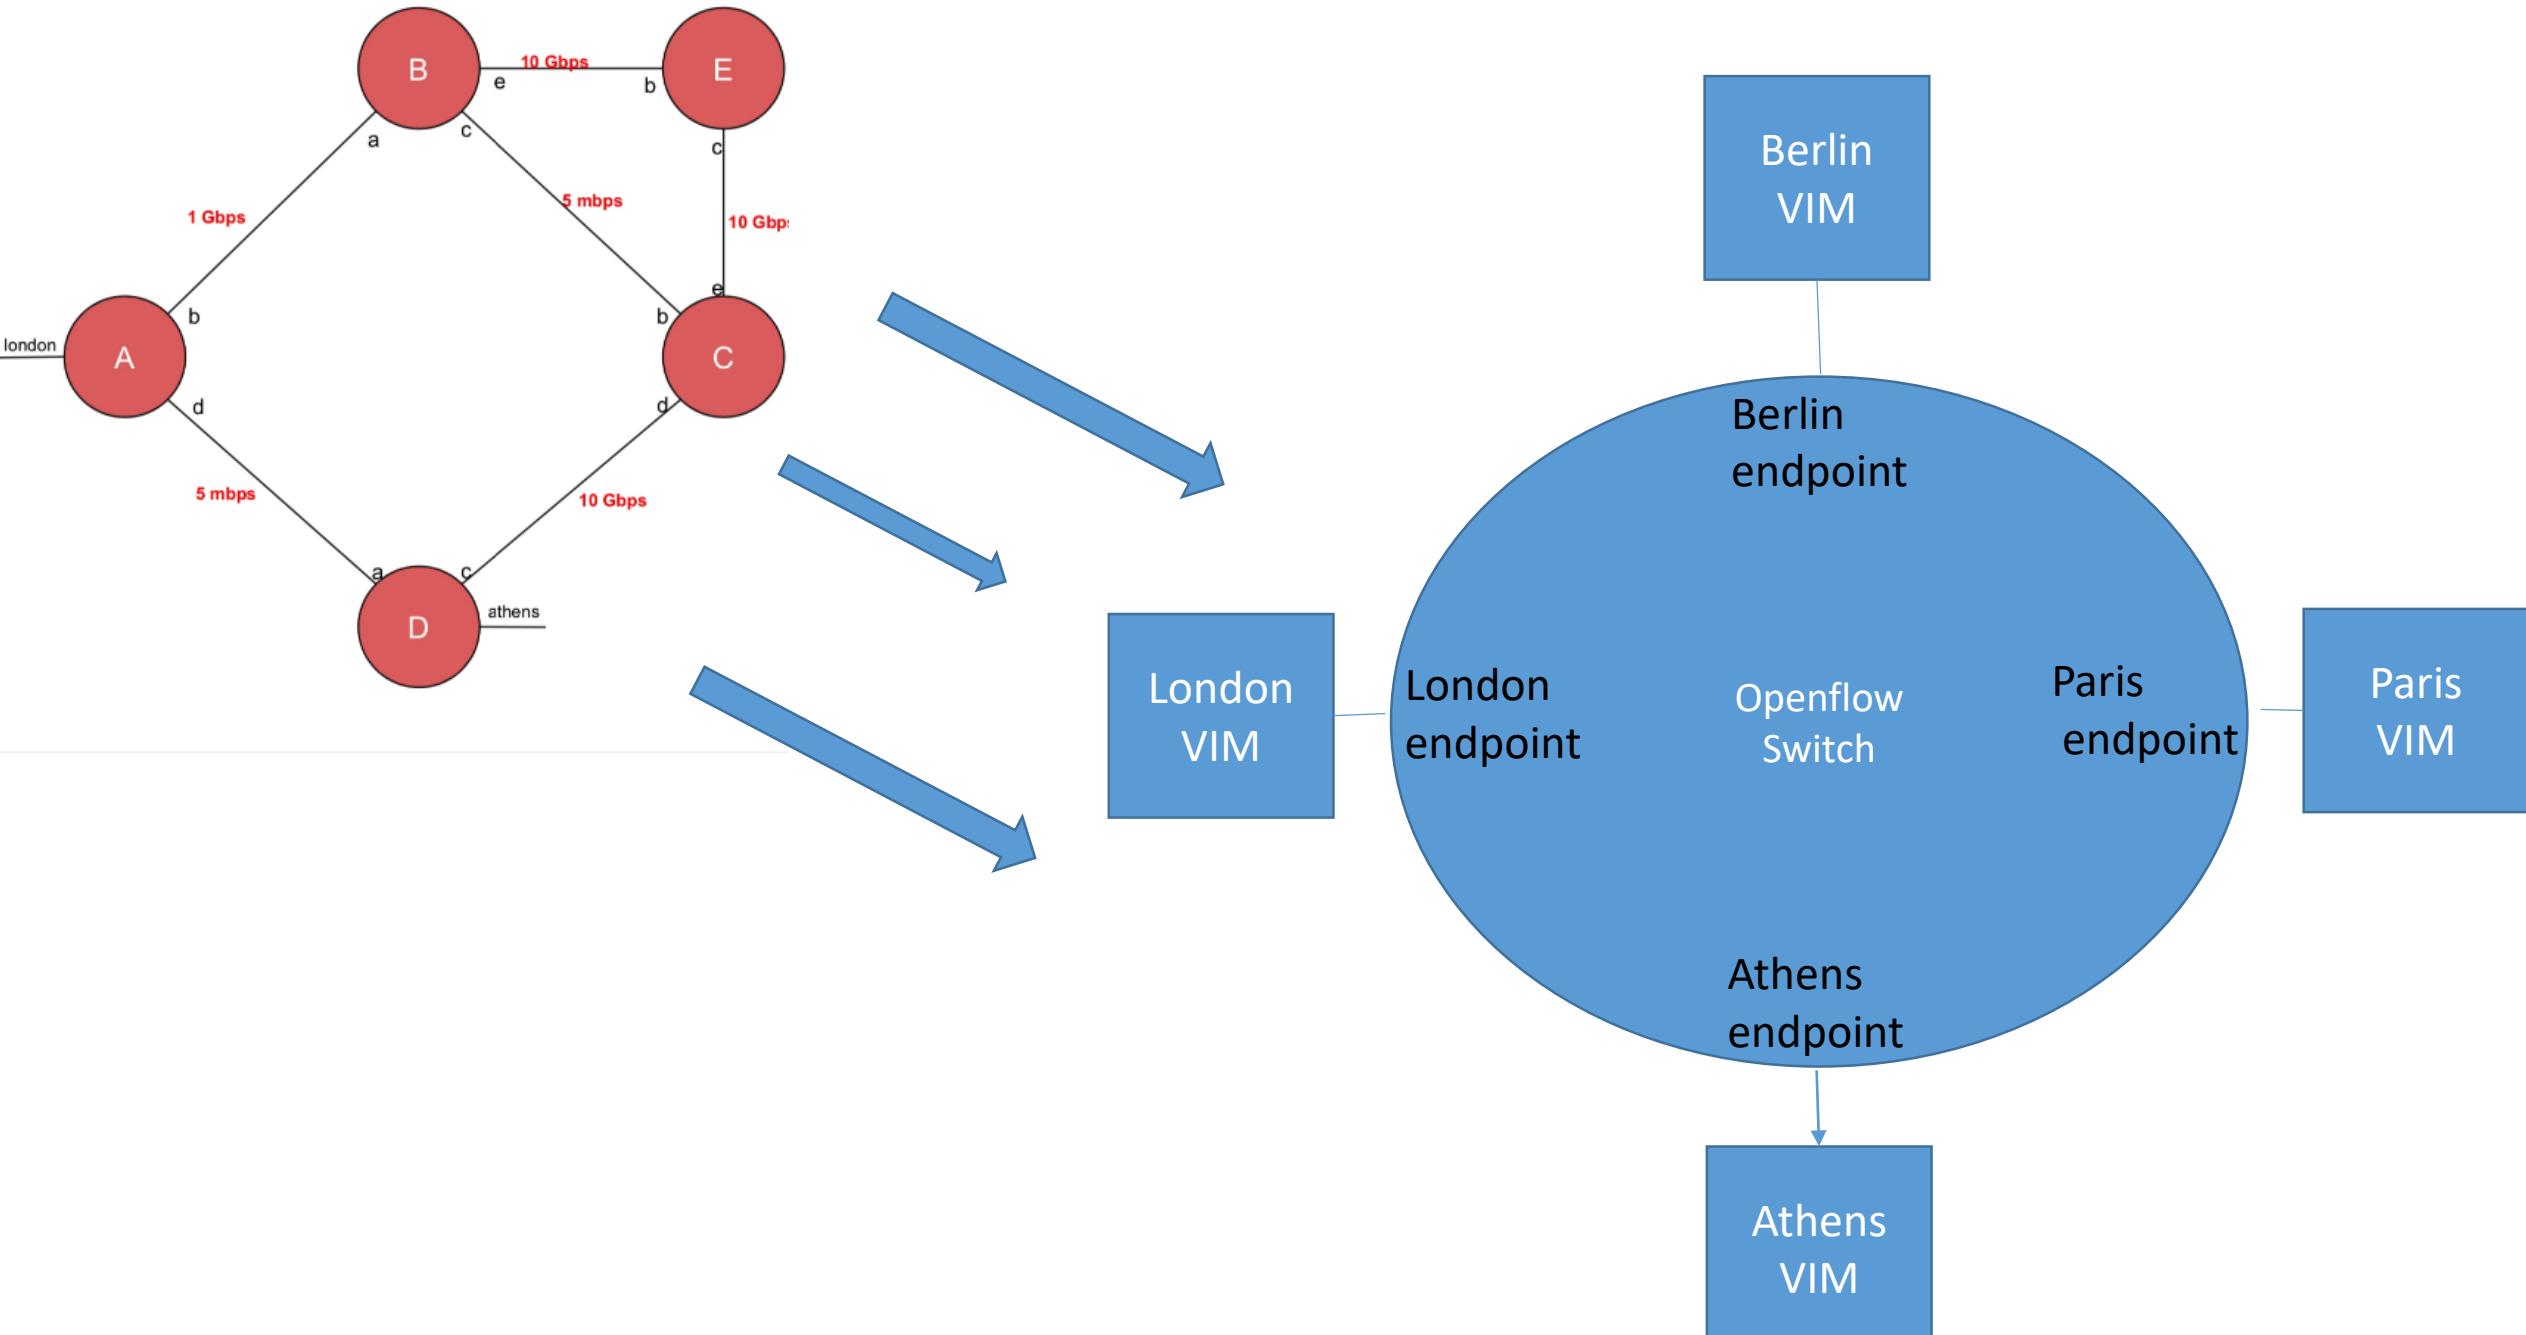 B
10 Gbps
E
e
b
a
c
c
1 Gbps
5 mbps
10 Gbp
e
b
b
london
A
C
d
d
5 mbps
10 Gbps
a
c
D
athens
Berlin
VIM
Berlin
endpoint
London
VIM
London
endpoint
Openflow
Switch
Paris
endpoint
Paris
VIM
Athens
endpoint
Athens
VIM